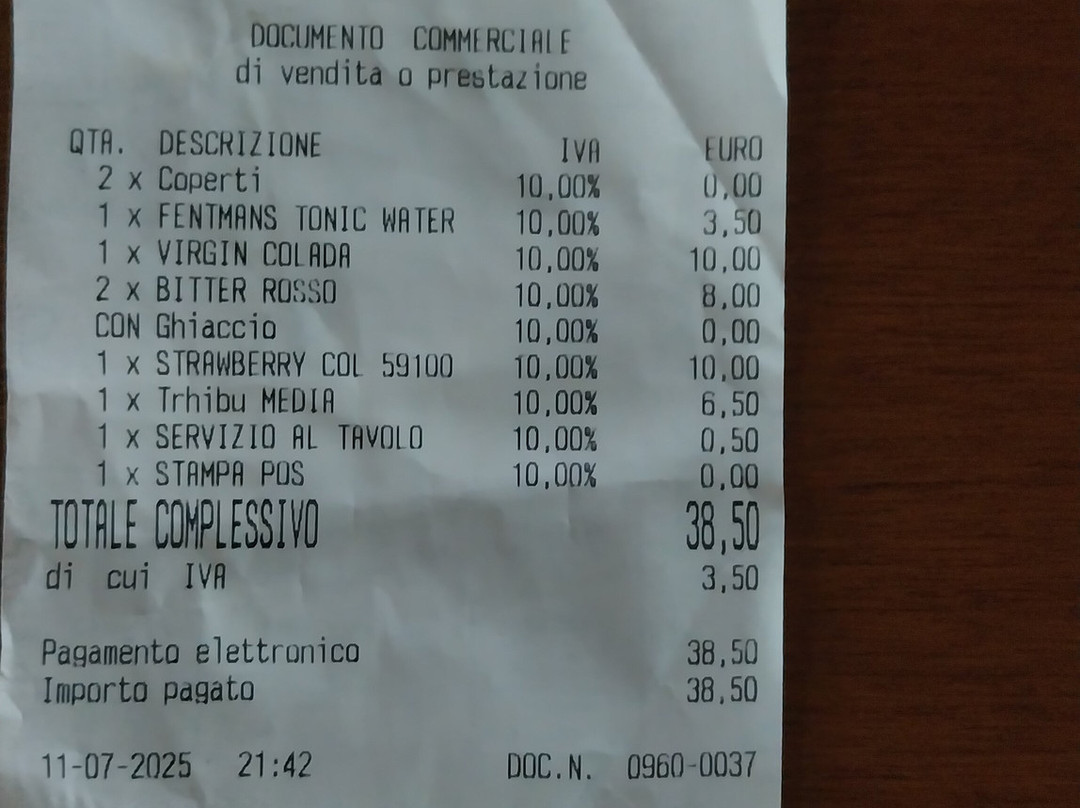 DOCUMENTO COMMERCIALE
di vendita o prestazione
QTA. DESCRIZIONE IVA EURO
2 x Coperti 10,00% 0,00
1 x FENTMANS TONIC WATER 10,00% 3,50
1 x VIRGIN COLADA 10,00% 10,00
2 x BITTER ROSSO 10,00% 8,00
CON Ghiaccio 10,00% 0,00
1 x STRAWBERRY COL 59100 10,00% 10,00
1 x Trhibu MEDIA 10,00% 6,50
1 x SERVIZIO AL TAVOLO 10,00% 0,50
1 x STAMPA POS 10,00% 0,00
TOTALE COMPLESSIVO 38,50
di cui IVA 3,50
Pagamento elettronico 38,50
Importo pagato 38,50
11-07-2025 21:42 DOC.N. 0960-0037